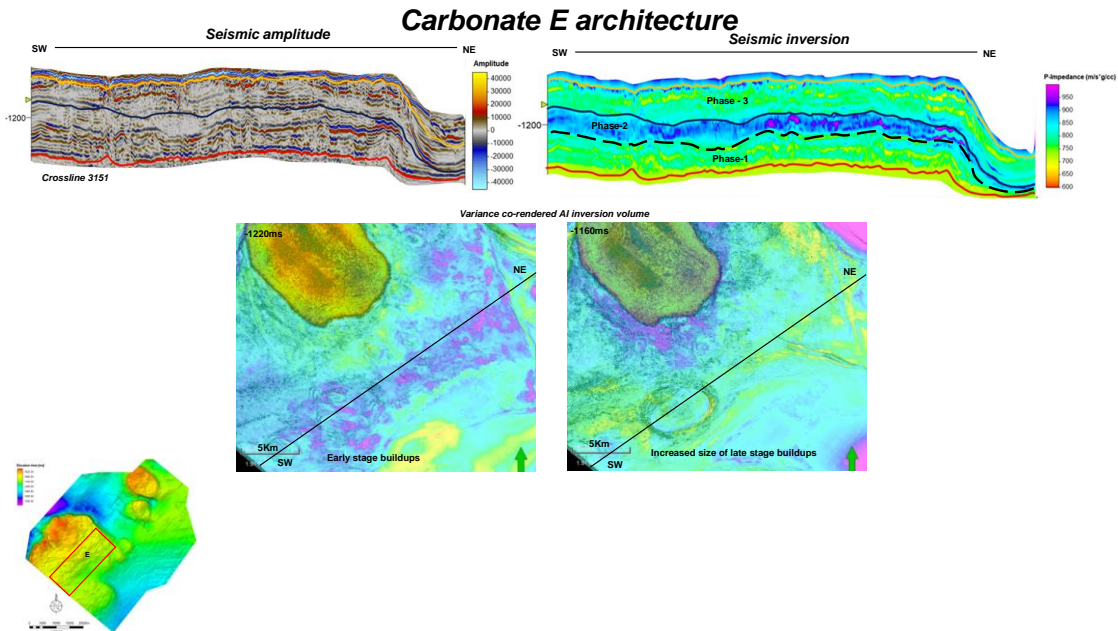 Carbonate E architecture
Seismic amplitude
Seismic inversion
SW
NE
SW
NE
Amplitude
40000
30000
20000
10000
0
-10000
-20000
-30000
-40000
P-Impedance (m/s*g/cc)
950
900
850
800
750
700
650
600
-1200
-1200
Phase - 3
Phase-2
Phase-1
Crossline 3151
Variance co-rendered AI inversion volume
-1220ms
NE
5Km
SW
Early stage buildups
-1160ms
NE
5Km
SW
Increased size of late stage buildups
E